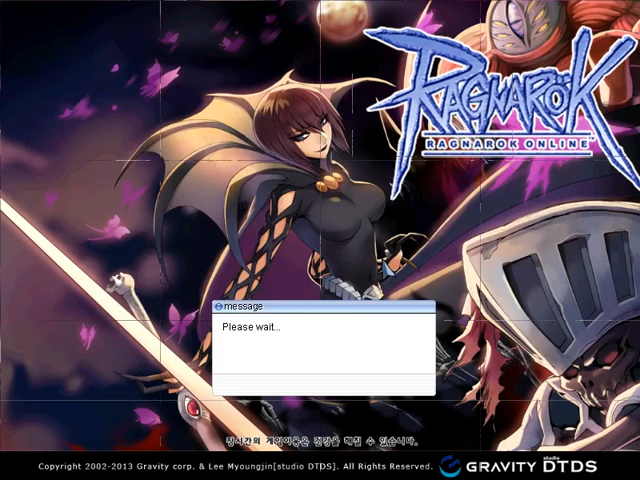 RAGNARÖK
RAGNAROK ONLINE
message
Please wait...
장시간의 게임이용은 건강을 해칠 수 있습니다.
Copyright 2002-2013 Gravity corp. & Lee Myoungjin[studio DTDS]. All Rights Reserved.
GRAVITY studio DTDS